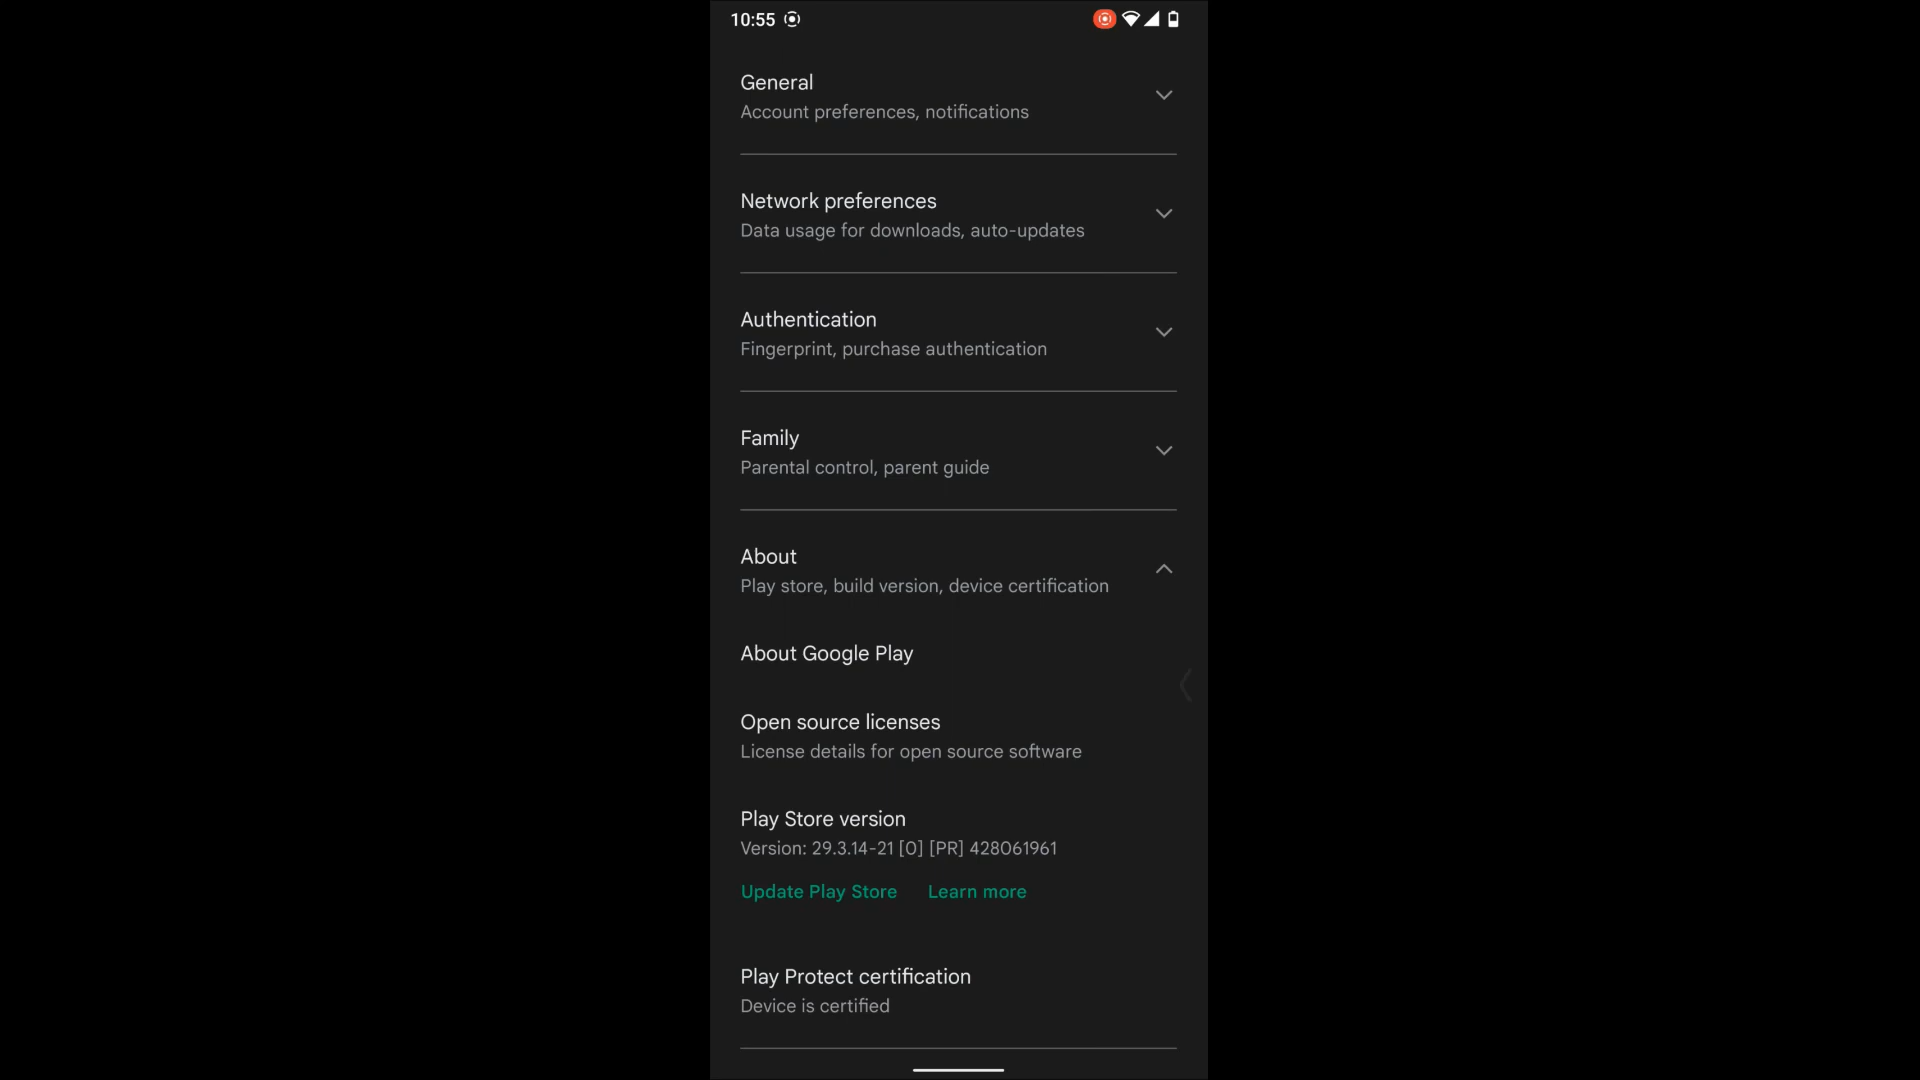 10:55
General
Account preferences, notifications
Network preferences
Data usage for downloads, auto-updates
Authentication
Fingerprint, purchase authentication
Family
Parental control, parent guide
About
Play store, build version, device certification
About Google Play
Open source licenses
License details for open source software
Play Store version
Version: 29.3.14-21 [0] [PR] 428061961
Update Play Store Learn more
Play Protect certification
Device is certified